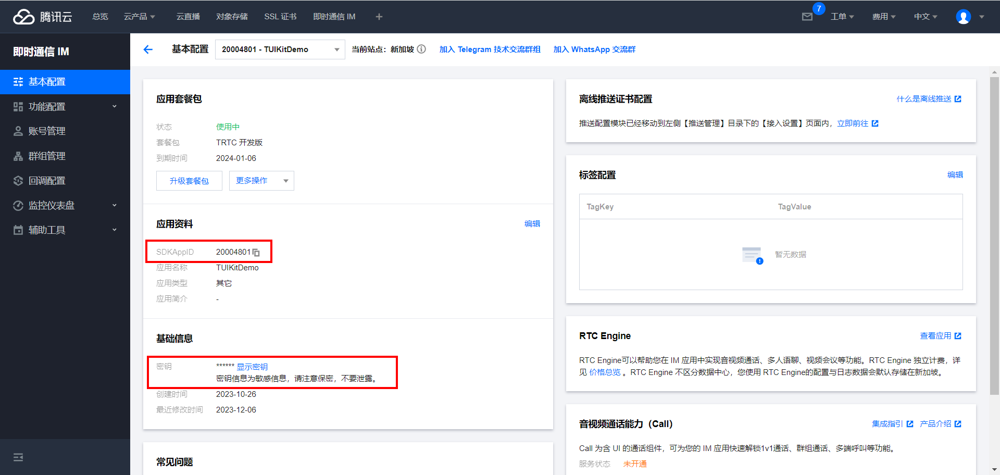 腾讯云
总览
云产品
云直播
对象存储
SSL 证书
即时通信 IM
7
工单
费用
中文
即时通信 IM
基本配置
功能配置
账号管理
群组管理
回调配置
监控仪表盘
辅助工具
基本配置
20004801 - TUIKitDemo
当前站点：新加坡
加入 Telegram 技术交流群组
加入 WhatsApp 交流群
应用套餐包
状态 使用中
套餐包 TRTC 开发版
到期时间 2024-01-06
升级套餐包
更多操作
应用资料
编辑
SDKAppID 20004801
应用名称 TUIKitDemo
应用类型 其它
应用简介 -
基础信息
密钥 ****** 显示密钥
密钥信息为敏感信息，请注意保密，不要泄露。
创建时间 2023-10-26
最近修改时间 2023-12-06
常见问题
离线推送证书配置
什么是离线推送
推送配置模块已经移动到左侧【推送管理】目录下的【接入设置】页面内，立即前往
标签配置
编辑
TagKey TagValue
暂无数据
RTC Engine
查看应用
RTC Engine可以帮助您在 IM 应用中实现音视频通话、多人语聊、视频会议等功能。RTC Engine 独立计费，详
见 价格总览 。RTC Engine 不区分数据中心，您使用 RTC Engine的配置与日志数据会默认存储在新加坡。
音视频通话能力（Call）
集成指引
产品介绍
Call 为含 UI 的通话组件，可为您的 IM 应用快速解锁1v1通话、群组通话、多端呼叫等功能。
服务状态 未开通